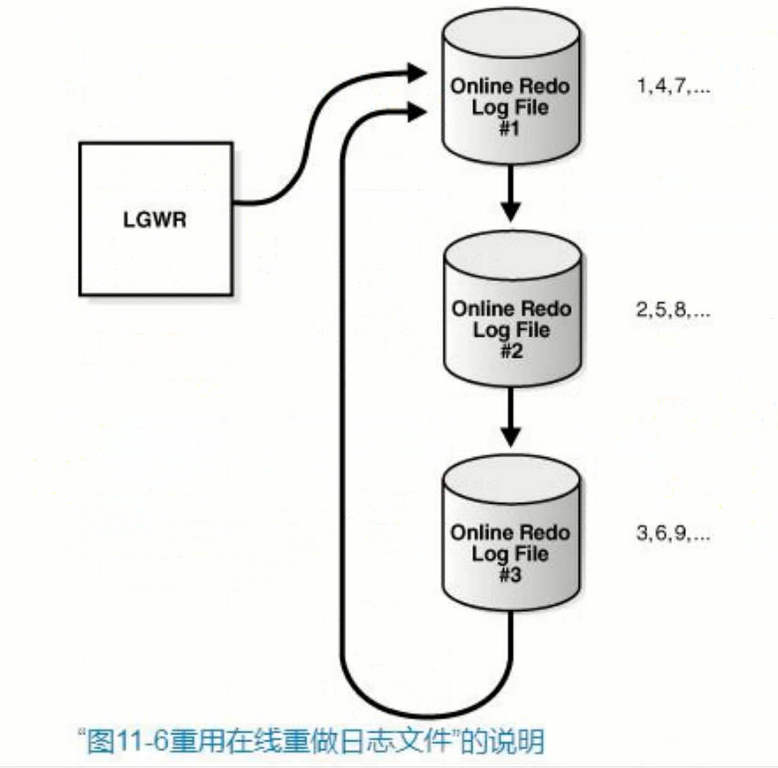 Online Redo
Log File
#1
1,4,7,...
LGWR
Online Redo
Log File
#2
2,5,8,...
Online Redo
Log File
#3
3,6,9,...
“图11-6重用在线重做日志文件”的说明